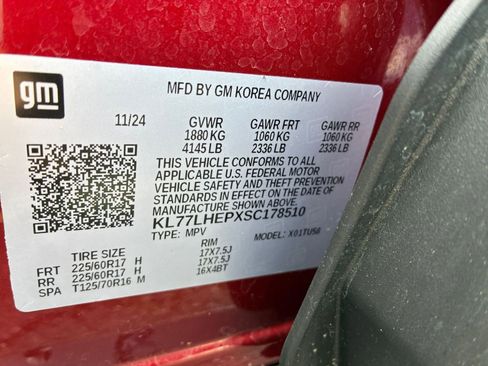 gm
MFD BY GM KOREA COMPANY
11/24 GVWR GAWR FRT GAWR RR
1880 KG 1060 KG 1060 KG
4145 LB 2336 LB 2336 LB
THIS VEHICLE CONFORMS TO ALL
APPLICABLE U.S. FEDERAL MOTOR
VEHICLE SAFETY AND THEFT PREVENTION
STANDARDS IN EFFECT ON THE DATE OF
MANUFACTURE SHOWN ABOVE.
KL77LHEPXSC178510
TYPE: MPV MODEL: X01TU58
TIRE SIZE RIM
FRT 225/60R17 H 17X7.5J
RR 225/60R17 H 17X7.5J
SPA T125/70R16 M 16X4BT